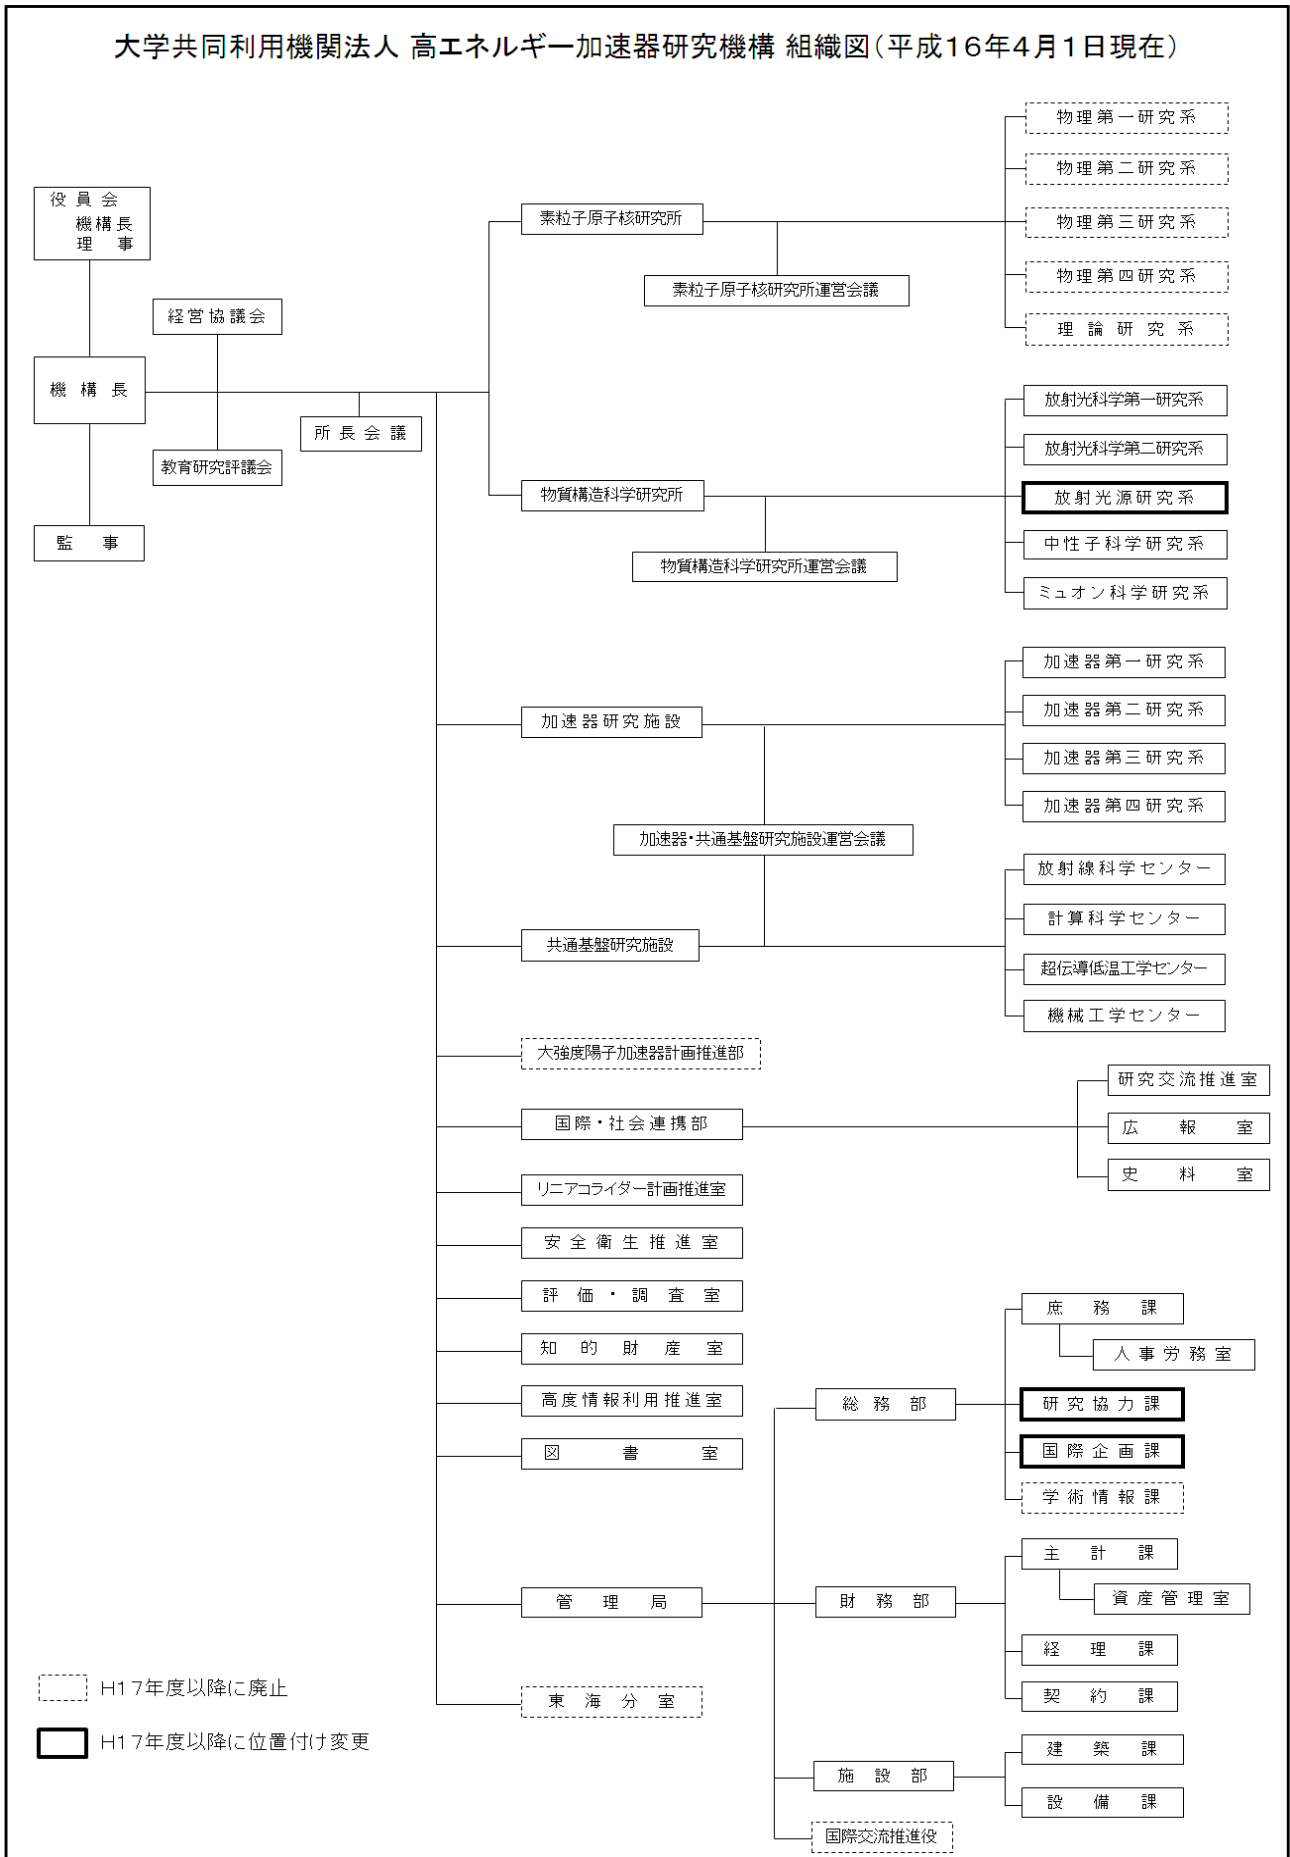 大学共同利用機関法人 高エネルギー加速器研究機構 組織図(平成16年4月1日現在)
役員会
機構長
理事
経営協議会
機構長
所長会議
教育研究評議会
監事
素粒子原子核研究所
素粒子原子核研究所運営会議
物理第一研究系
物理第二研究系
物理第三研究系
物理第四研究系
理論研究系
物質構造科学研究所
物質構造科学研究所運営会議
放射光科学第一研究系
放射光科学第二研究系
放射光源研究系
中性子科学研究系
ミュオン科学研究系
加速器研究施設
加速器第一研究系
加速器第二研究系
加速器第三研究系
加速器第四研究系
加速器・共通基盤研究施設運営会議
共通基盤研究施設
放射線科学センター
計算科学センター
超伝導低温工学センター
機械工学センター
大強度陽子加速器計画推進部
国際・社会連携部
研究交流推進室
広報室
史料室
リニアコライダー計画推進室
安全衛生推進室
評価・調査室
知的財産室
高度情報利用推進室
図書室
管理局
総務部
庶務課
人事労務室
研究協力課
国際企画課
学術情報課
財務部
主計課
資産管理室
経理課
契約課
施設部
建築課
設備課
国際交流推進役
東海分室
H17年度以降に廃止
H17年度以降に位置付け変更